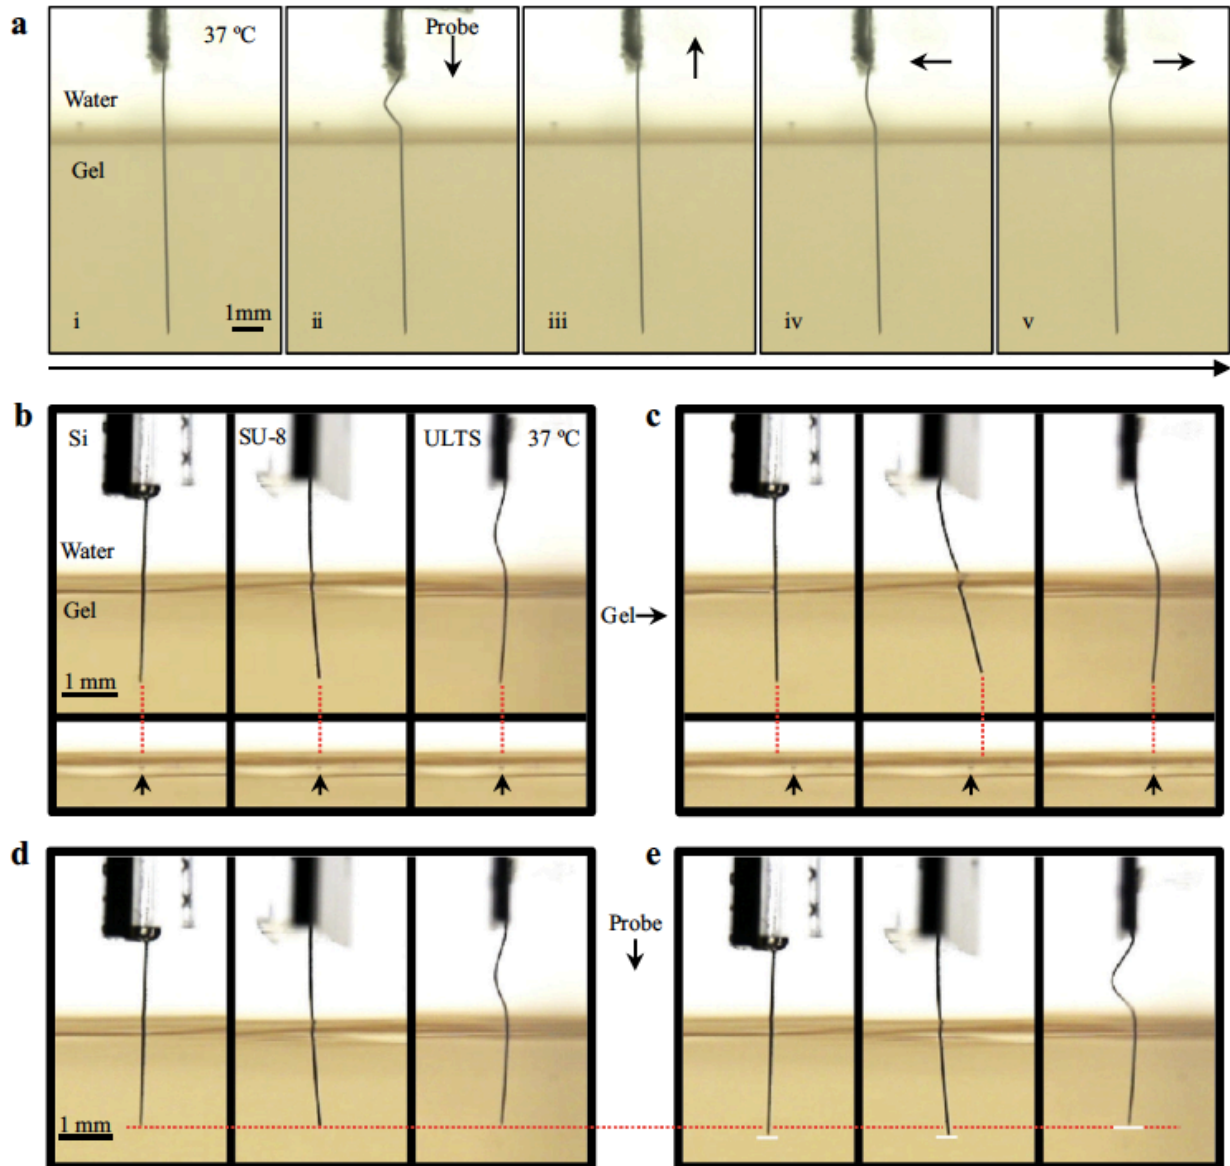 a
37 ºC
Probe
Water
Gel
1mm
i
ii
iii
iv
v
b
c
Si
SU-8
ULTS
37 ºC
Water
Gel
Gel
1 mm
d
e
Probe
1 mm